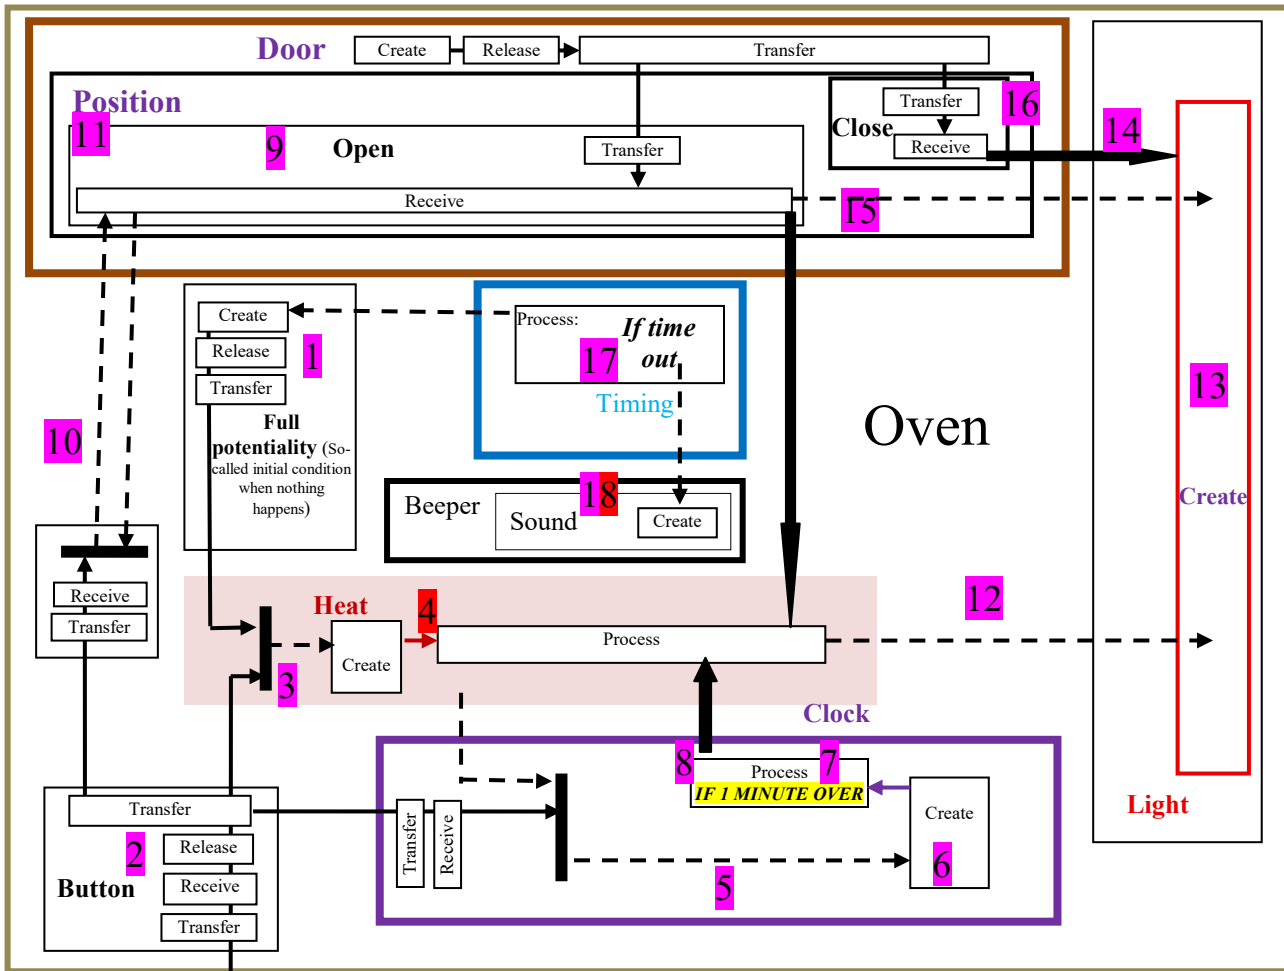 Door
Create
Release
Transfer
Position
11
9
Open
Transfer
Receive
Transfer
Close
Receive
16
14
15
13
Create
Light
Create
Release
Transfer
1
Full
potentiality (So-
called initial condition
when nothing
happens)
Process:
If time
out
17
Timing
Oven
10
Beeper
Sound
18
Create
Receive
Transfer
Heat
4
3
Create
Process
12
Clock
8
7
Process
IF 1 MINUTE OVER
Create
6
5
Transfer
Receive
Transfer
2
Release
Button
Receive
Transfer